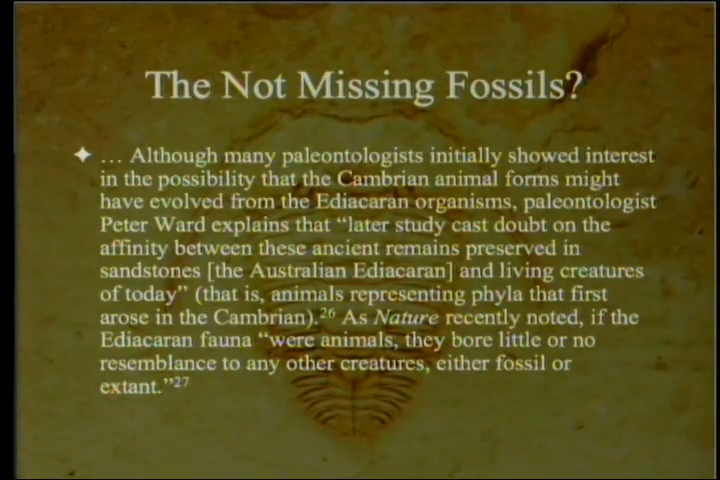 The Not Missing Fossils?
… Although many paleontologists initially showed interest
in the possibility that the Cambrian animal forms might
have evolved from the Ediacaran organisms, paleontologist
Peter Ward explains that “later study cast doubt on the
affinity between these ancient remains preserved in
sandstones [the Australian Ediacaran] and living creatures
of today” (that is, animals representing phyla that first
arose in the Cambrian).26 As Nature recently noted, if the
Ediacaran fauna “were animals, they bore little or no
resemblance to any other creatures, either fossil or
extant.”27